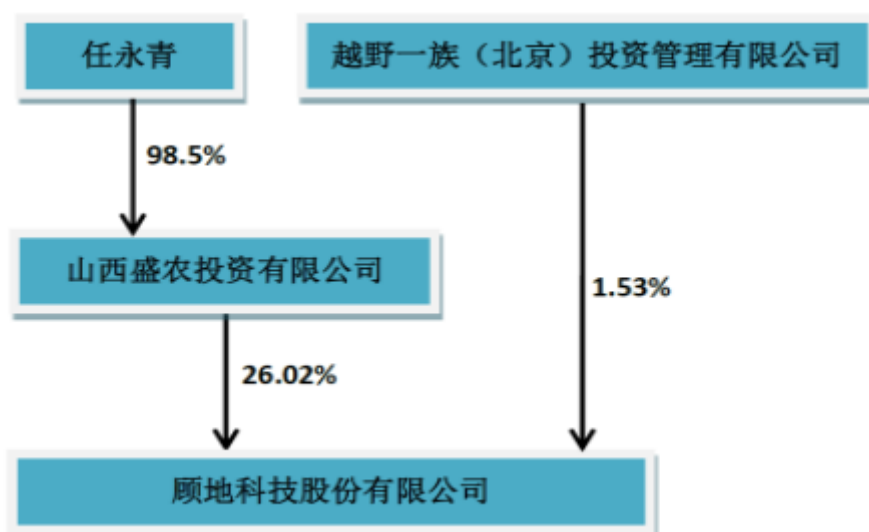 任永青
越野一族（北京）投资管理有限公司
98.5%
山西盛农投资有限公司
1.53%
26.02%
顾地科技股份有限公司